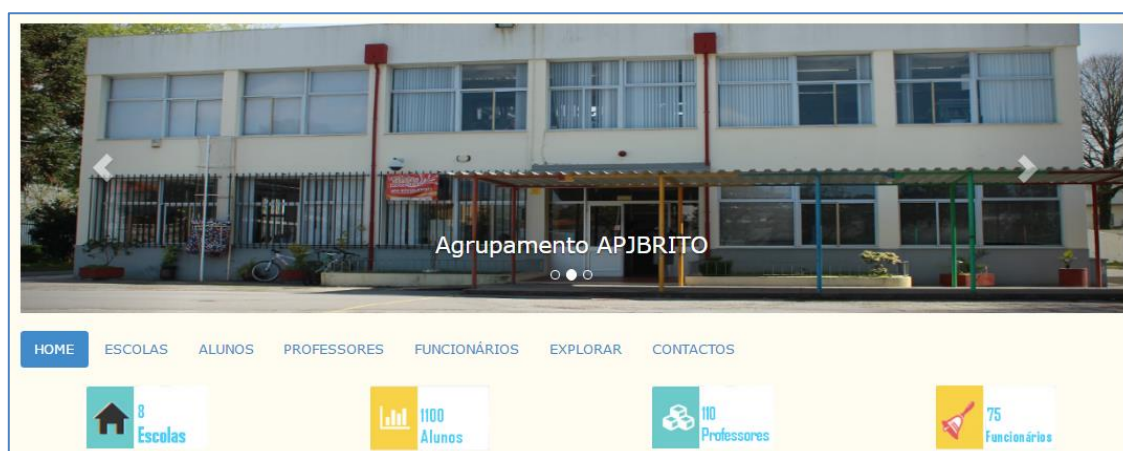 Agrupamento APJBRITO
HOME ESCOLAS ALUNOS PROFESSORES FUNCIONÁRIOS EXPLORAR CONTACTOS
8
Escolas
1100
Alunos
110
Professores
75
Funcionários